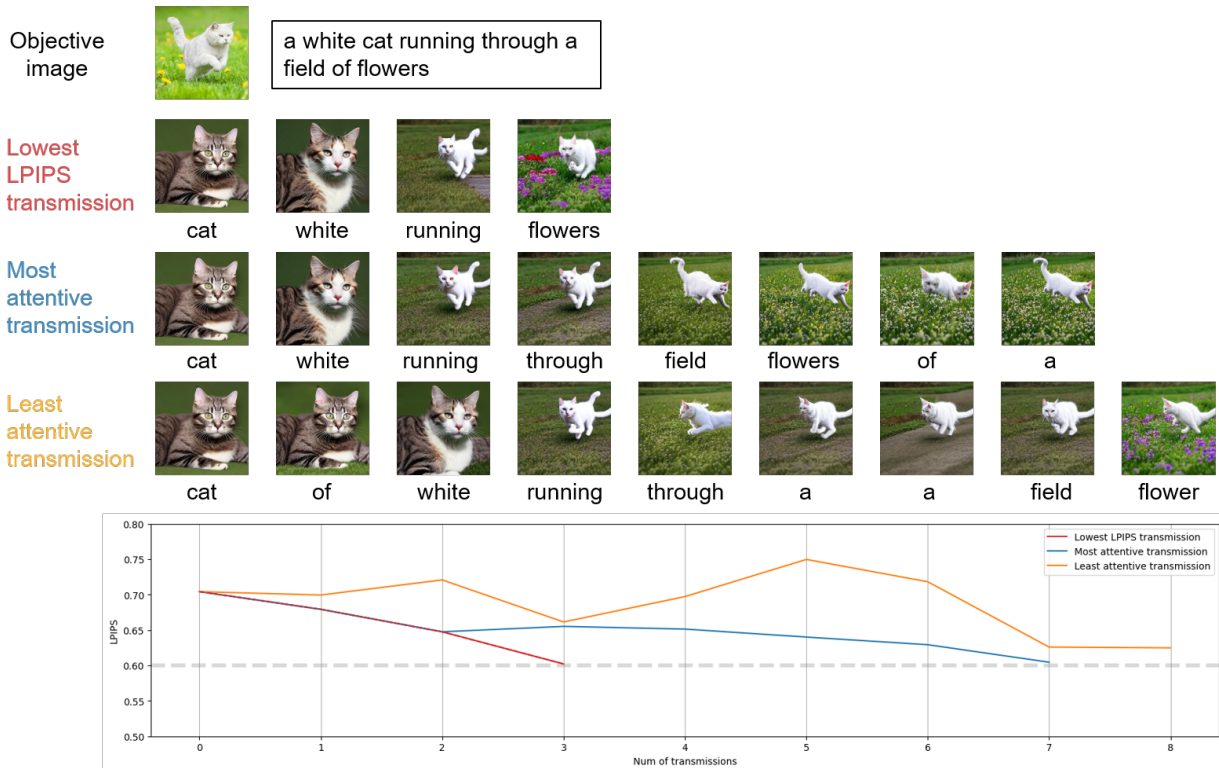 Objective
image
a white cat running through a
field of flowers
Lowest
LPIPS
transmission
cat white running flowers
Most
attentive
transmission
cat white running through field flowers of a
Least
attentive
transmission
cat of white running through a a field flower
0.80
0.75
0.70
0.65
0.60
0.55
0.50
LPIPS
Lowest LPIPS transmission
Most attentive transmission
Least attentive transmission
0 1 2 3 4 5 6 7 8
Num of transmissions